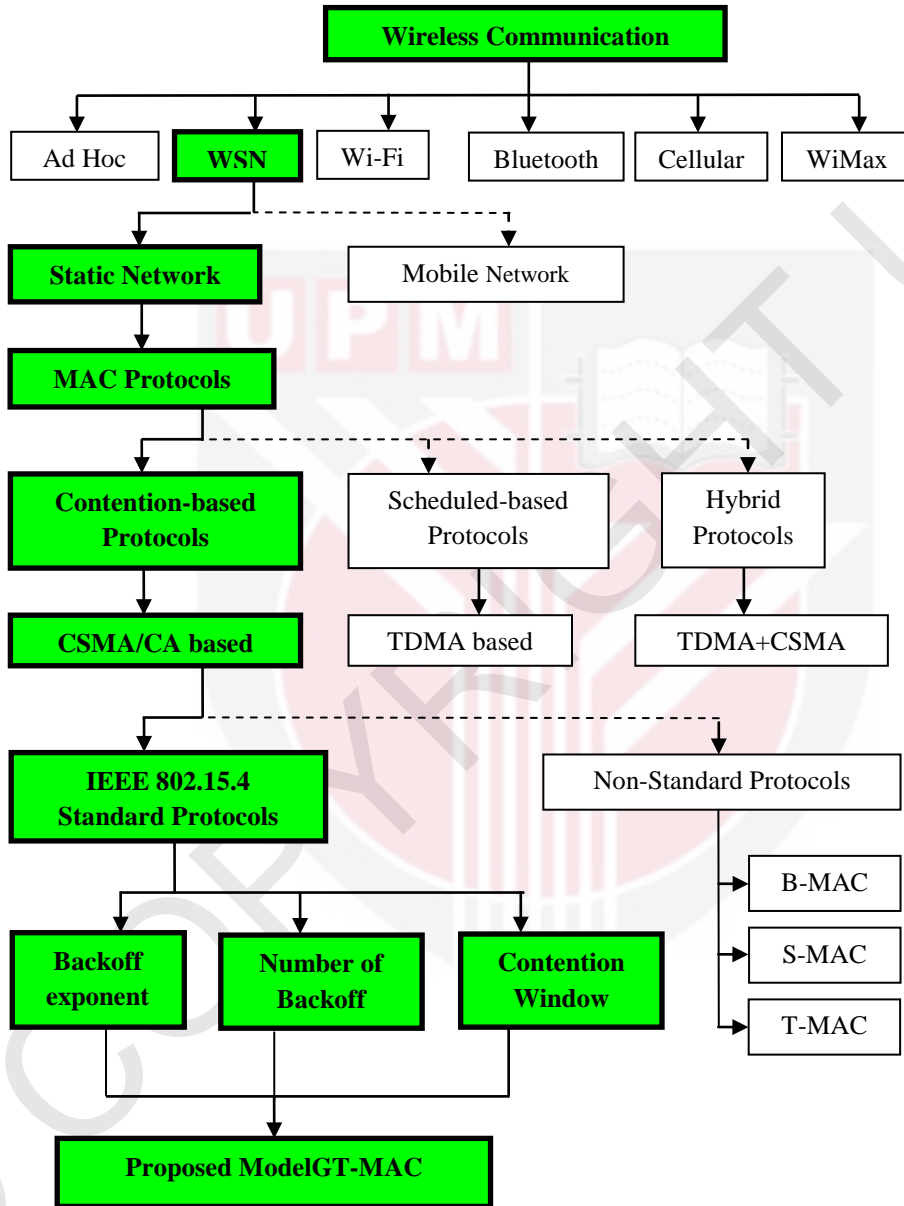 Wireless Communication
Ad Hoc
WSN
Wi-Fi
Bluetooth
Cellular
WiMax
Static Network
Mobile Network
UPM
MAC Protocols
Contention-based
Protocols
Scheduled-based
Protocols
Hybrid
Protocols
CSMA/CA based
TDMA based
TDMA+CSMA
IEEE 802.15.4
Standard Protocols
Non-Standard Protocols
B-MAC
S-MAC
T-MAC
Backoff
exponent
Number of
Backoff
Contention
Window
Proposed ModelGT-MAC
COPYRIGHT